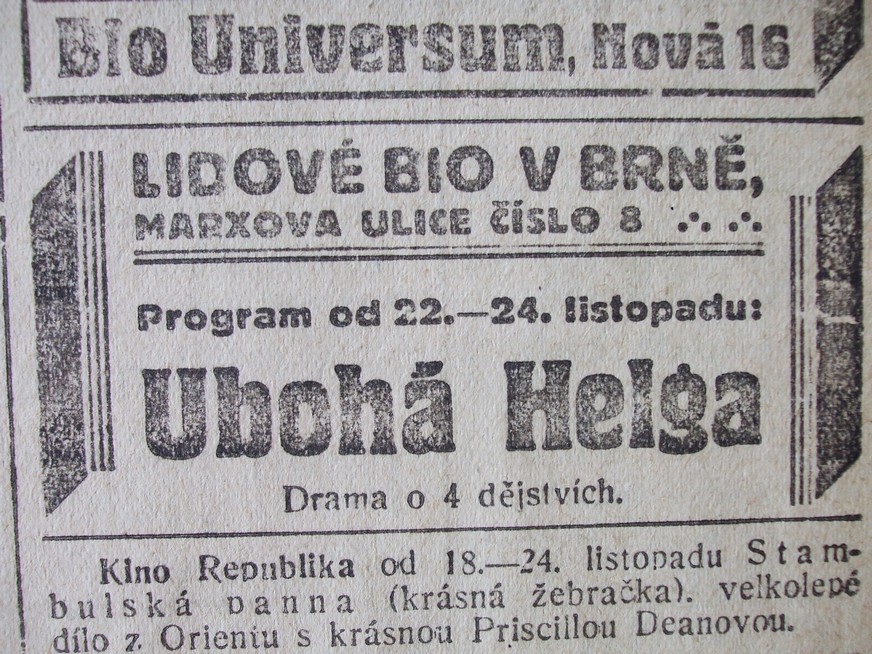 Bio Universum, Nová 16
LIDOVÉ BIO V BRNĚ,
MARXOVA ULICE ČÍSLO 8 ∴ ∴
Program od 22.—24. listopadu:
Ubohá Helga
Drama o 4 dějstvích.
Kino Republika od 18.—24. listopadu Stam-
bulská panna (krásná žebračka). velkolepé
dílo z Orientu s krásnou Priscillou Deanovou.